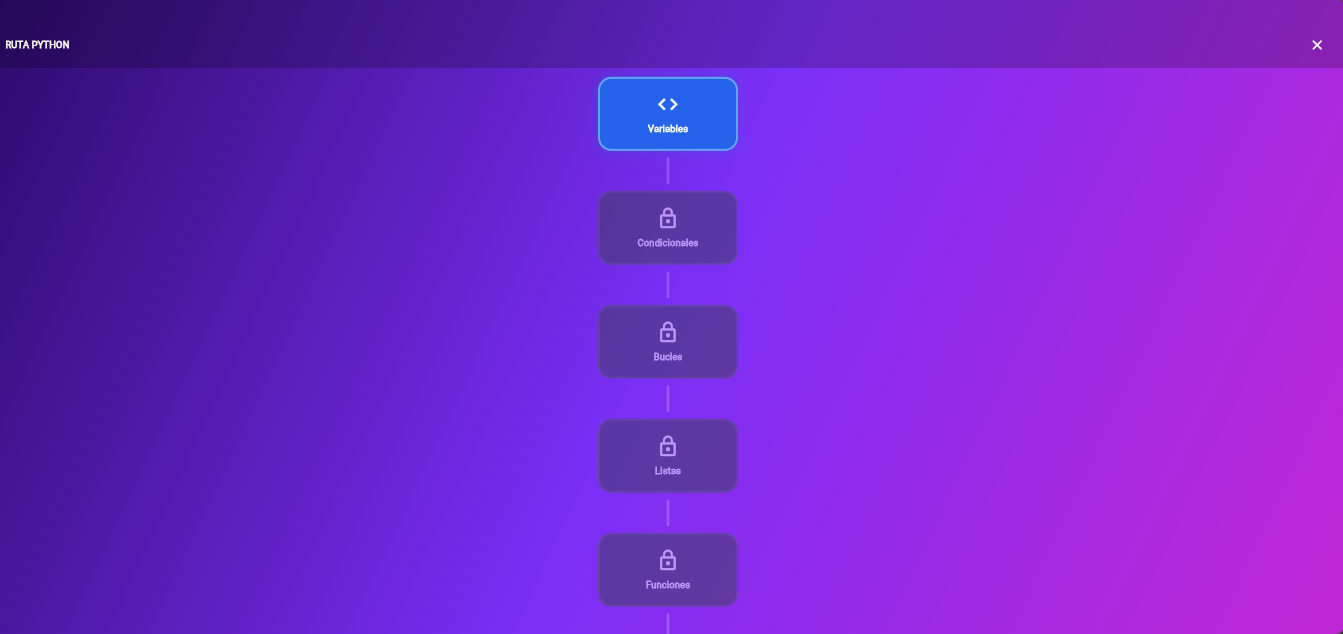 RUTA PYTHON
Variables
Condicionales
Bucles
Listas
Funciones